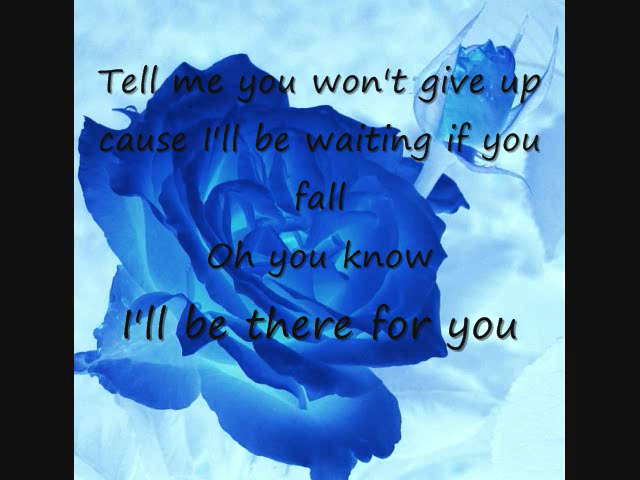 Tell me you won't give up
cause I'll be waiting if you
fall
Oh you know
I'll be there for you